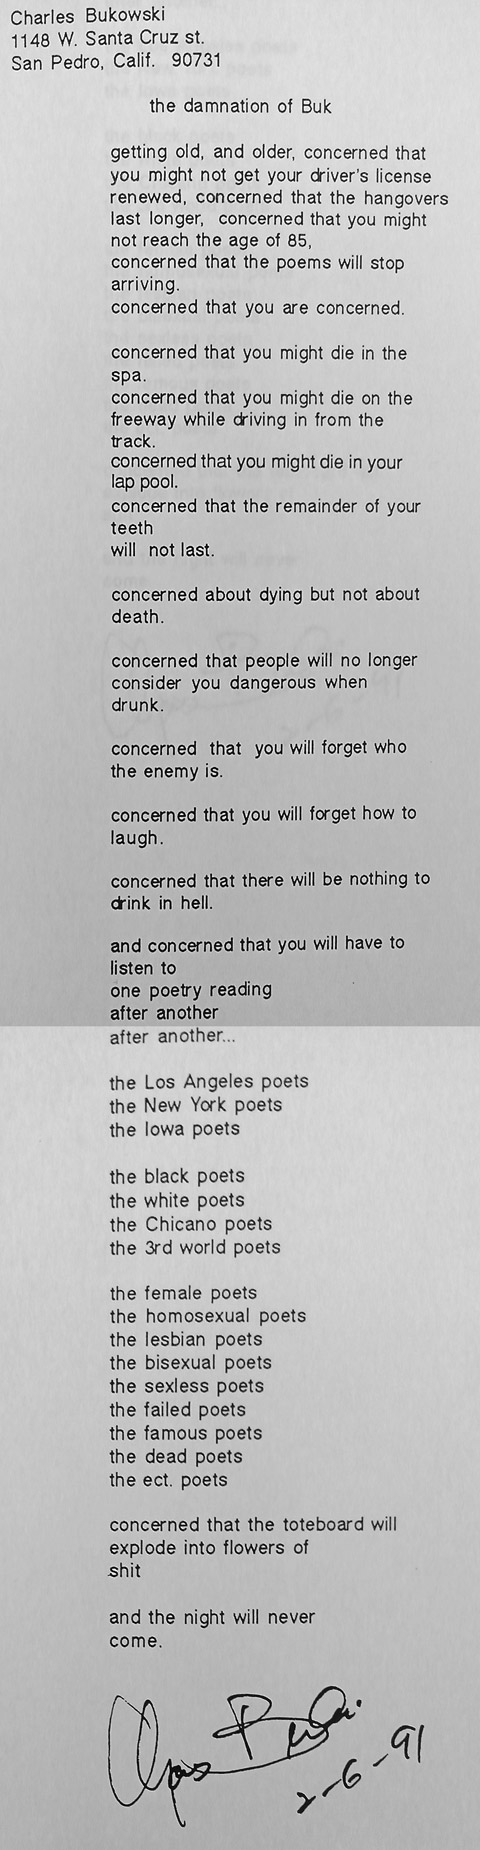 Charles Bukowski
1148 W. Santa Cruz st.
San Pedro, Calif. 90731
the damnation of Buk
getting old, and older, concerned that
you might not get your driver's license
renewed, concerned that the hangovers
last longer, concerned that you might
not reach the age of 85,
concerned that the poems will stop
arriving.
concerned that you are concerned.
concerned that you might die in the
spa.
concerned that you might die on the
freeway while driving in from the
track.
concerned that you might die in your
lap pool.
concerned that the remainder of your
teeth
will not last.
concerned about dying but not about
death.
concerned that people will no longer
consider you dangerous when
drunk.
concerned that you will forget who
the enemy is.
concerned that you will forget how to
laugh.
concerned that there will be nothing to
drink in hell.
and concerned that you will have to
listen to
one poetry reading
after another
after another...
the Los Angeles poets
the New York poets
the Iowa poets
the black poets
the white poets
the Chicano poets
the 3rd world poets
the female poets
the homosexual poets
the lesbian poets
the bisexual poets
the sexless poets
the failed poets
the famous poets
the dead poets
the ect. poets
concerned that the toteboard will
explode into flowers of
shit
and the night will never
come.
2-6-91